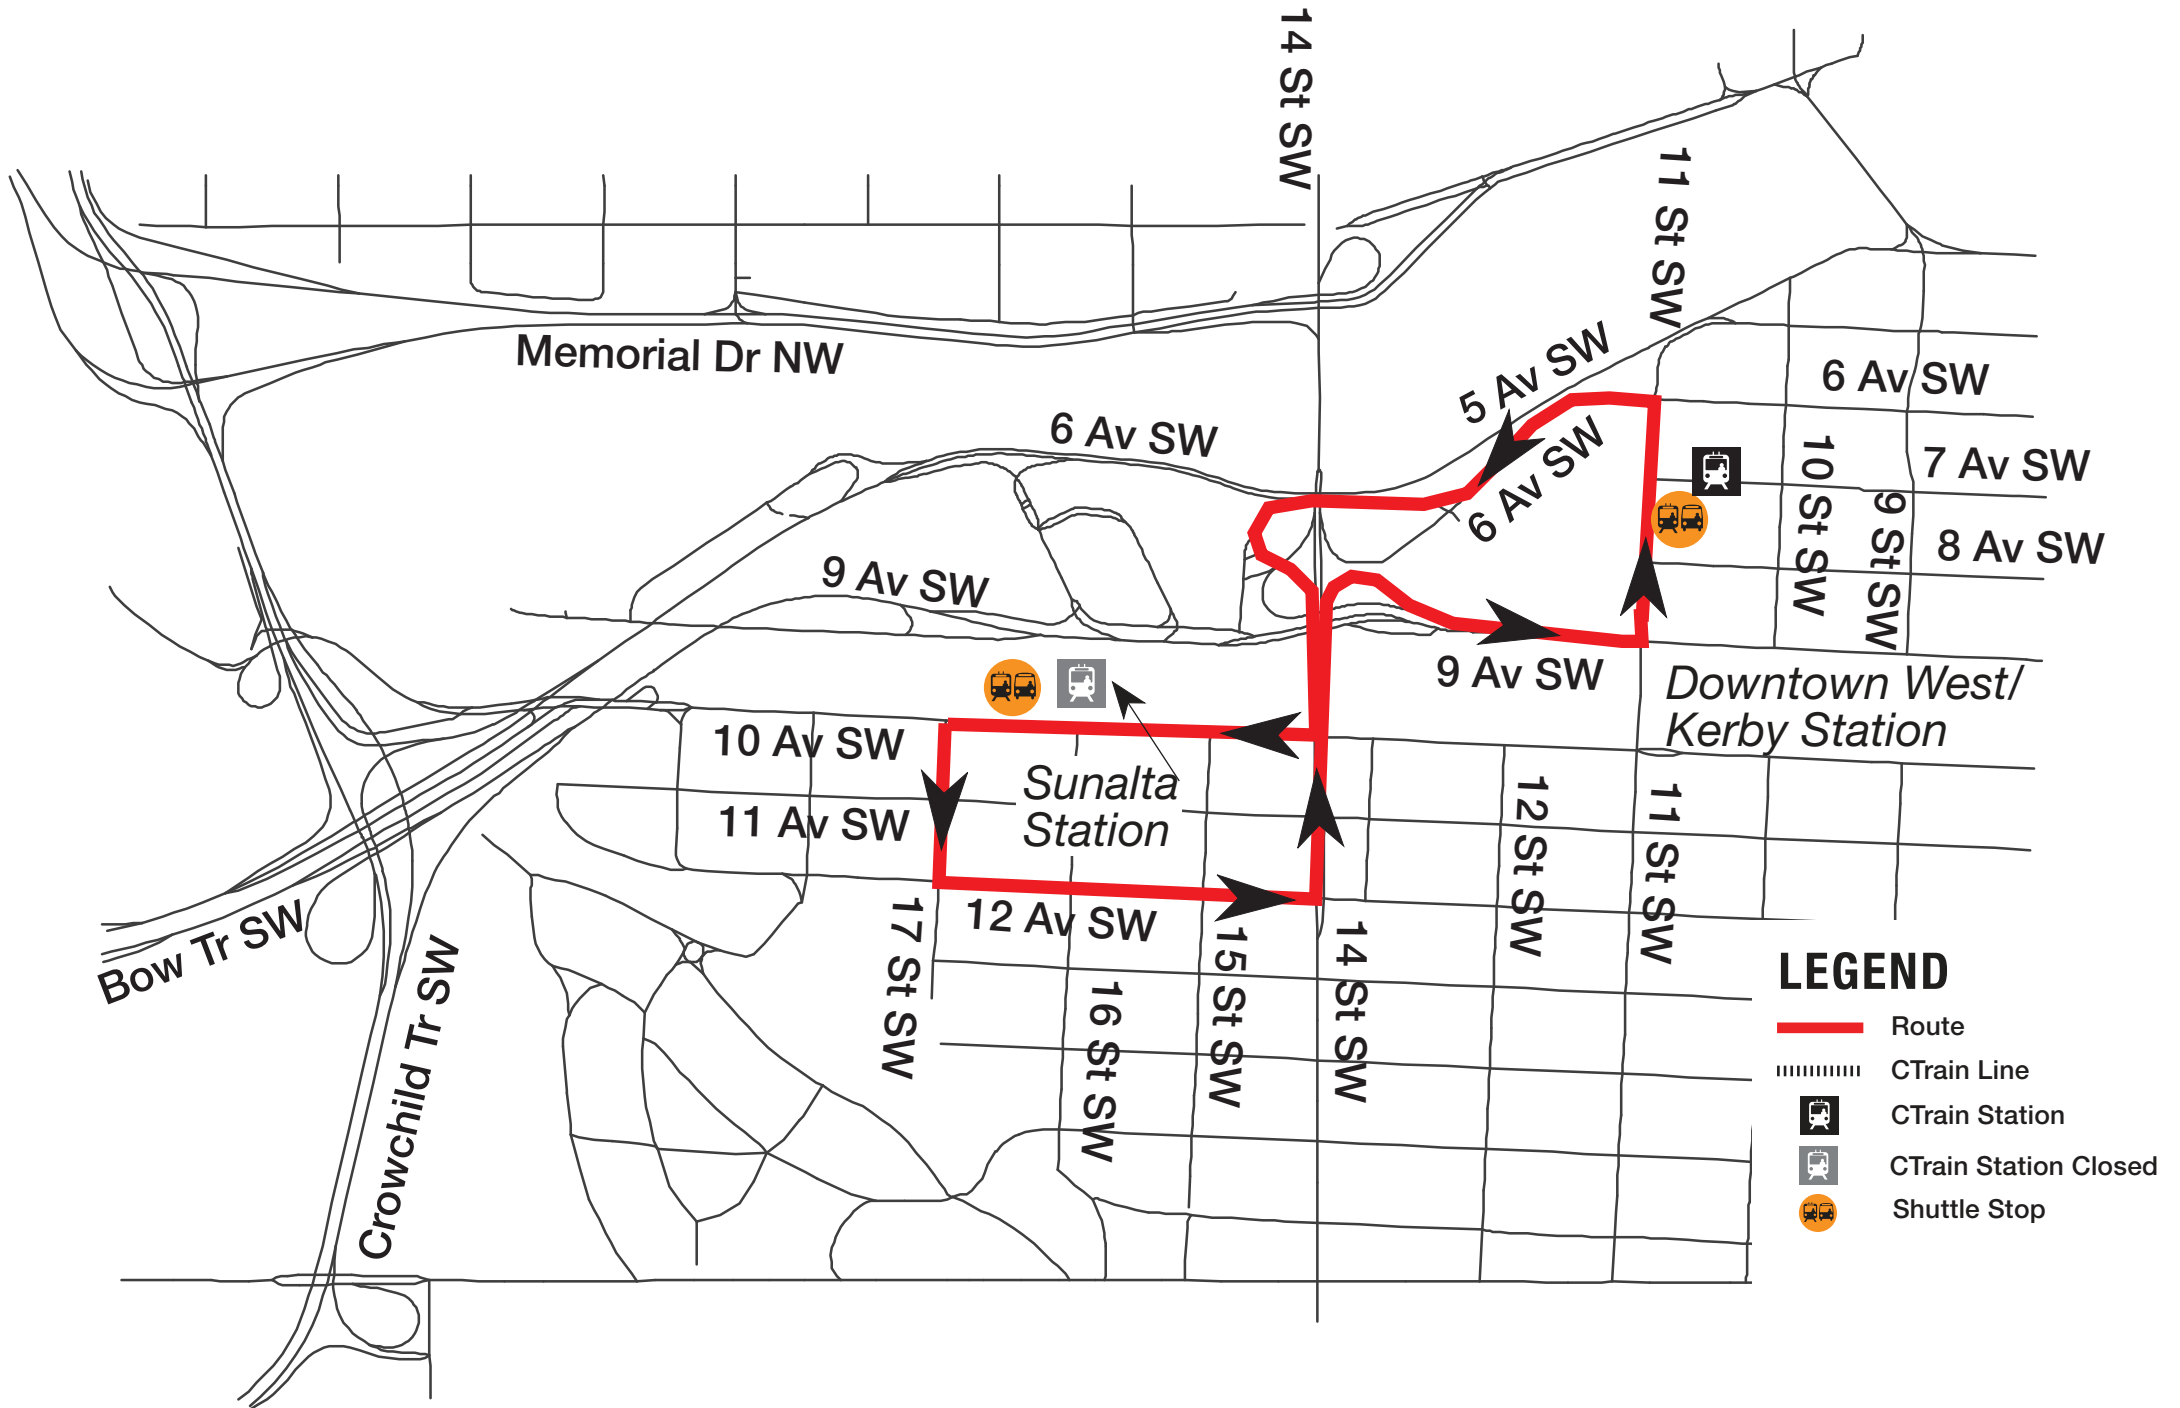 14 St SW
11 St SW
Memorial Dr NW
5 Av SW
6 Av SW
6 Av SW
6 Av SW
10 St SW
7 Av SW
9 St SW
8 Av SW
9 Av SW
9 Av SW
Downtown West/
Kerby Station
10 Av SW
Sunalta
Station
11 Av SW
12 St SW
11 St SW
12 Av SW
17 St SW
15 St SW
14 St SW
16 St SW
Bow Tr SW
Crowchild Tr SW
LEGEND
Route
CTrain Line
CTrain Station
CTrain Station Closed
Shuttle Stop